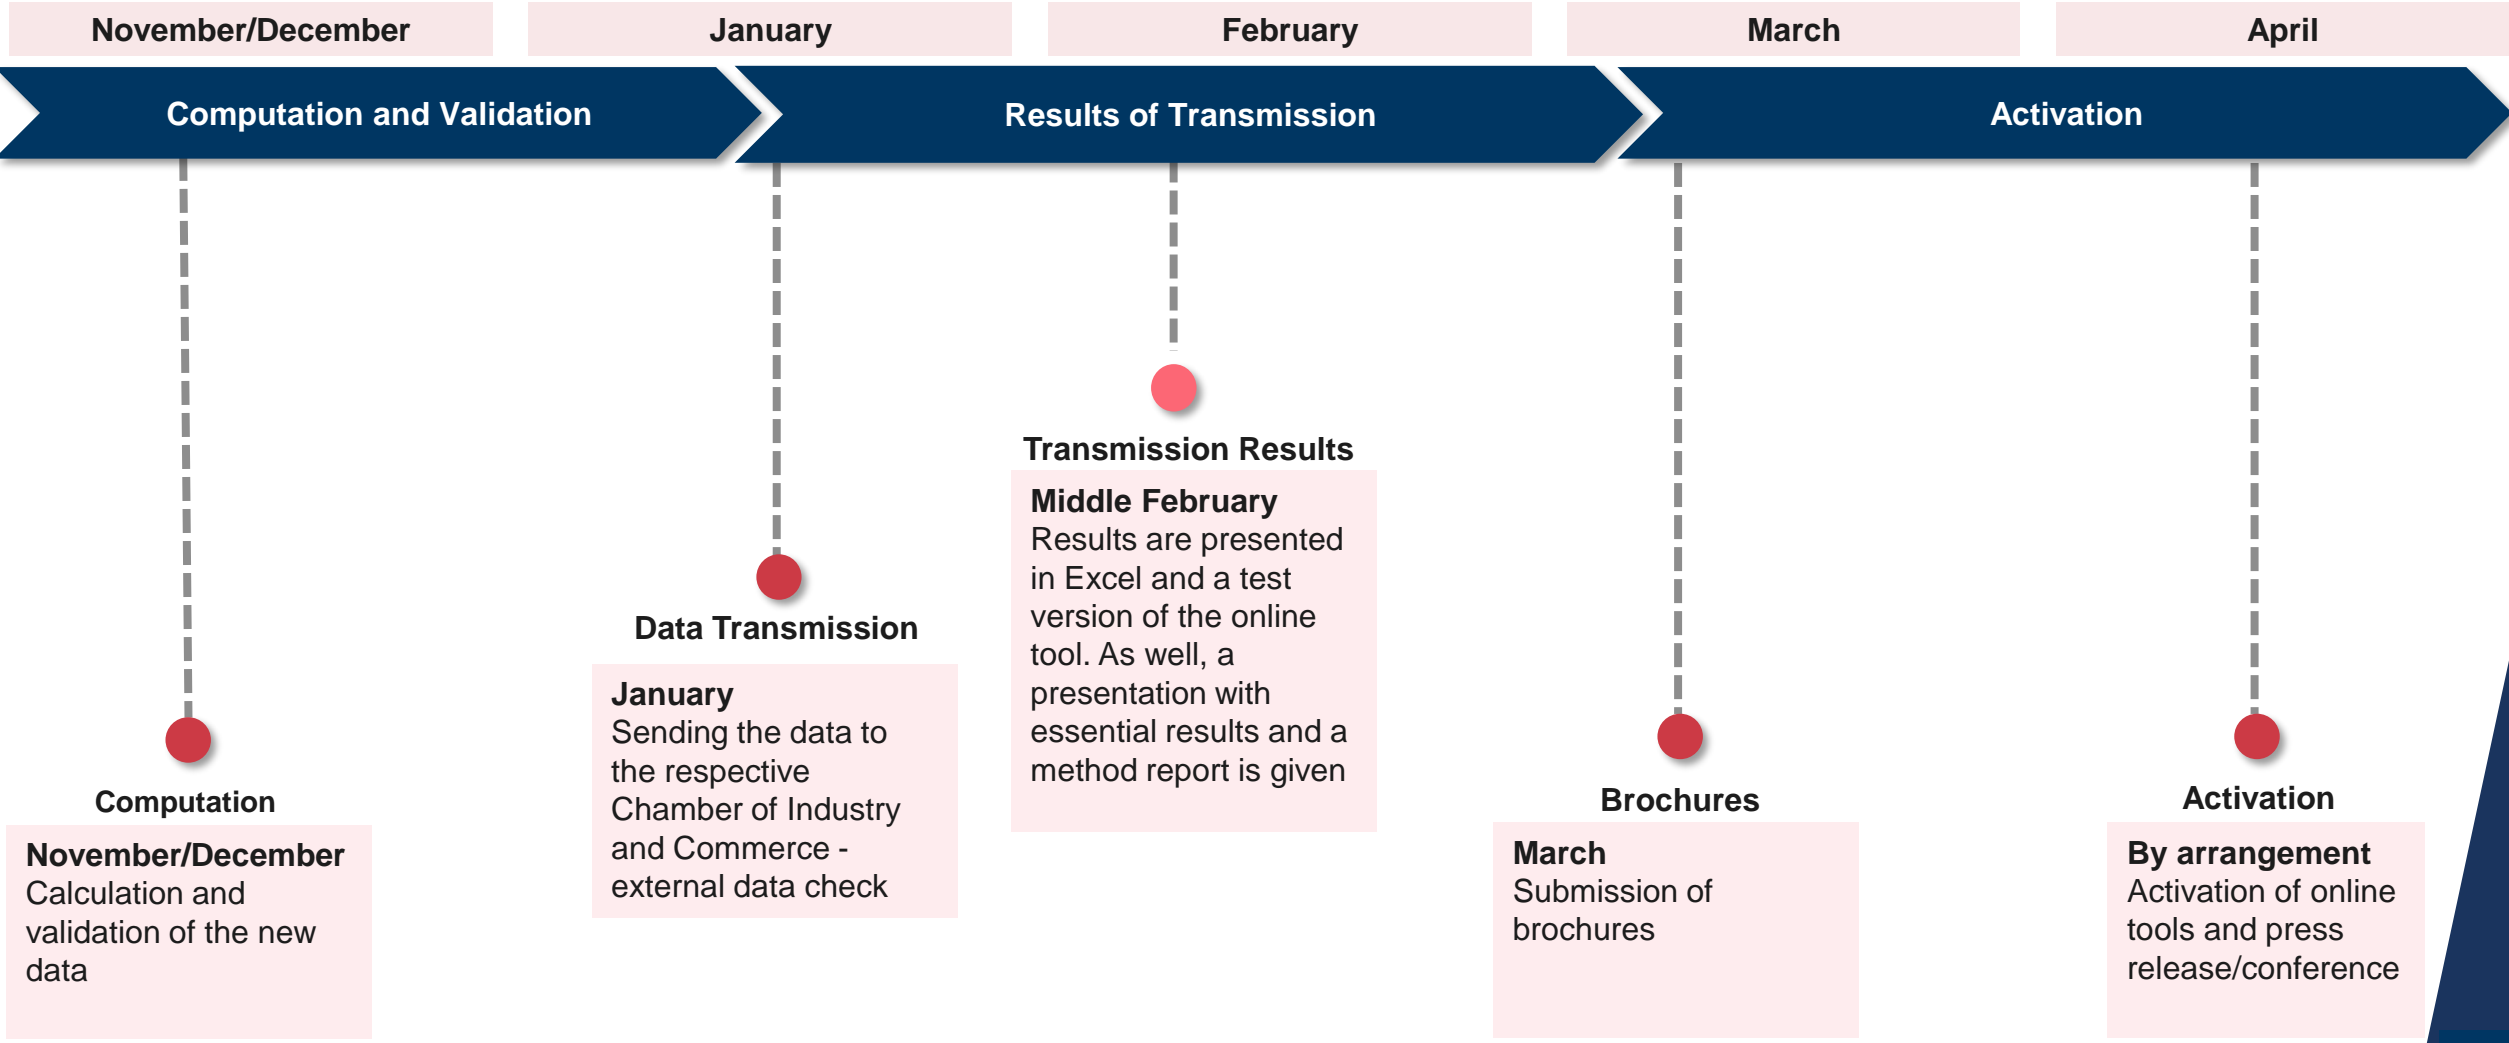 November/December
January
February
March
April
Computation and Validation
Results of Transmission
Activation
Computation
November/December
Calculation and
validation of the new
data
Data Transmission
January
Sending the data to
the respective
Chamber of Industry
and Commerce -
external data check
Transmission Results
Middle February
Results are presented
in Excel and a test
version of the online
tool. As well, a
presentation with
essential results and a
method report is given
Brochures
March
Submission of
brochures
Activation
By arrangement
Activation of online
tools and press
release/conference